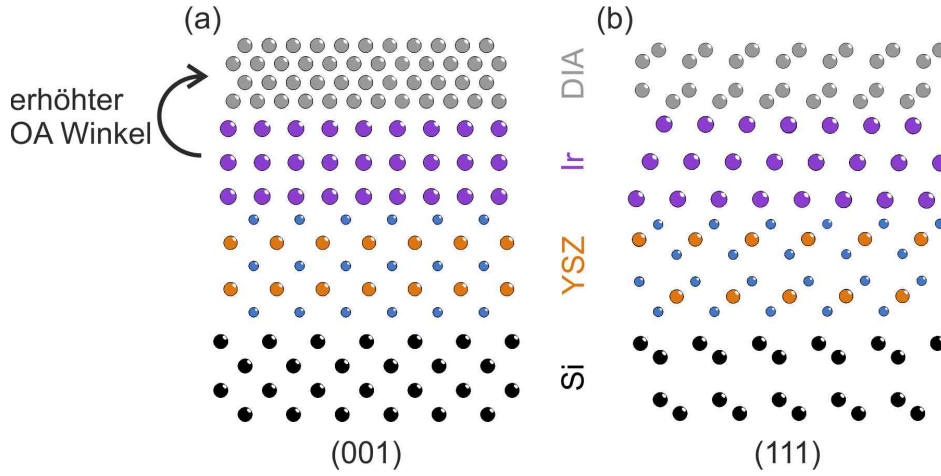 (a)
(b)
erhöhter
OA Winkel
DIA
Ir
YSZ
Si
(001)
(111)